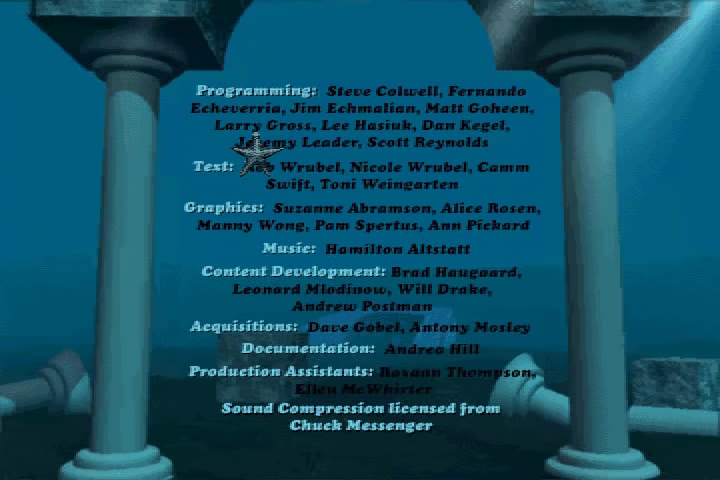 Programming: Steve Colwell, Fernando
Echeverria, Jim Echmalian, Matt Goheen,
Larry Gross, Lee Hasiuk, Dan Kegel,
Leader, Scott Reynolds
Text: Wrubel, Nicole Wrubel, Camm
Swift, Toni Weingarten
Graphics: Suzanne Abramson, Alice Rosen,
Manny Wong, Pam Spertus, Ann Pickard
Music: Hamilton Altstatt
Content Development: Brad Haugaard,
Leonard Mlodinow, Will Drake,
Andrew Postman
Acquisitions: Dave Gobel, Antony Mosley
Documentation: Andrea Hill
Production Assistants: Roxann Thompson,
Ellen McWhirter
Sound Compression licensed from
Chuck Messenger